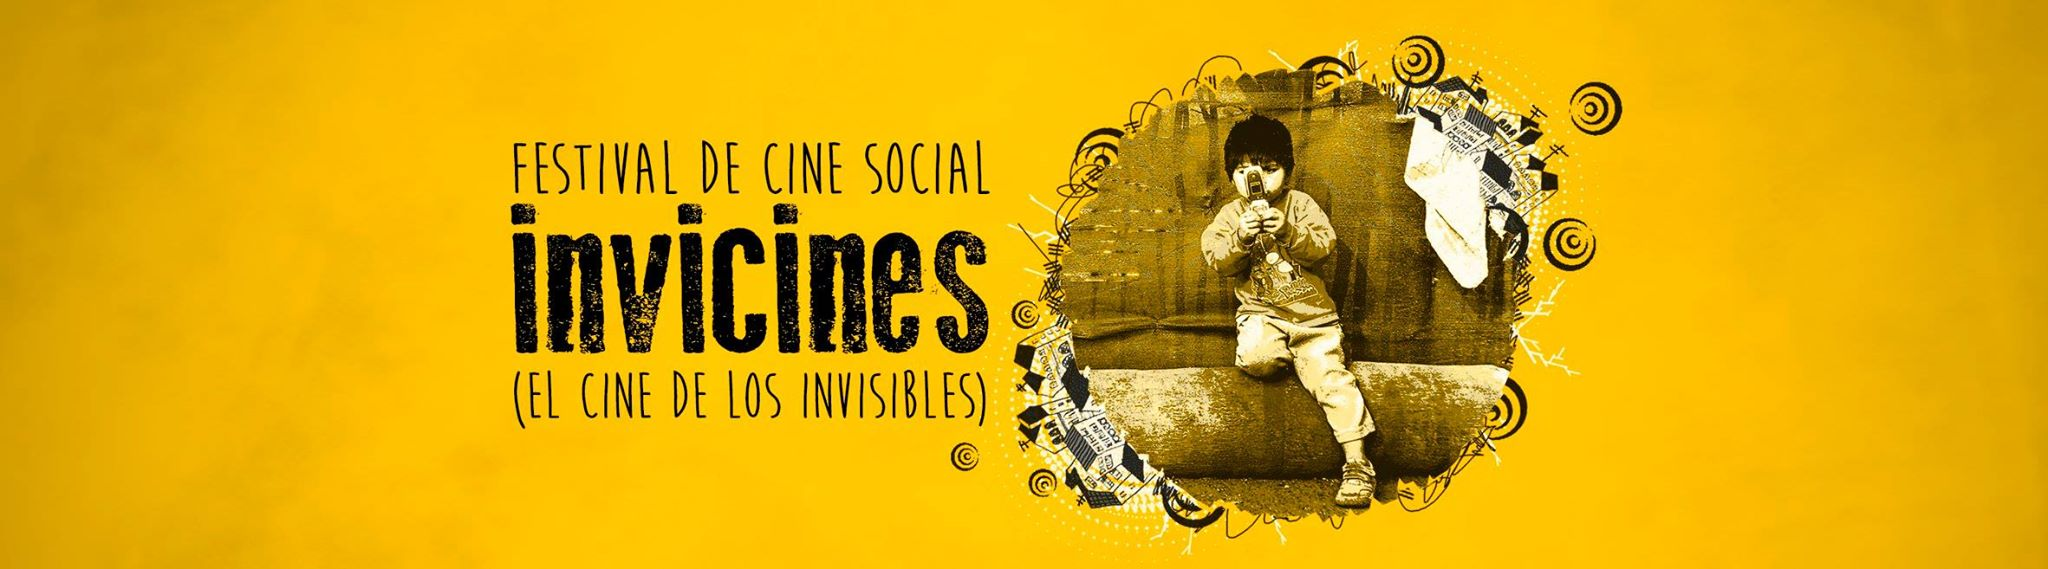 FESTIVAL DE CINE SOCIAL
invicines
(EL CINE DE LOS INVISIBLES)